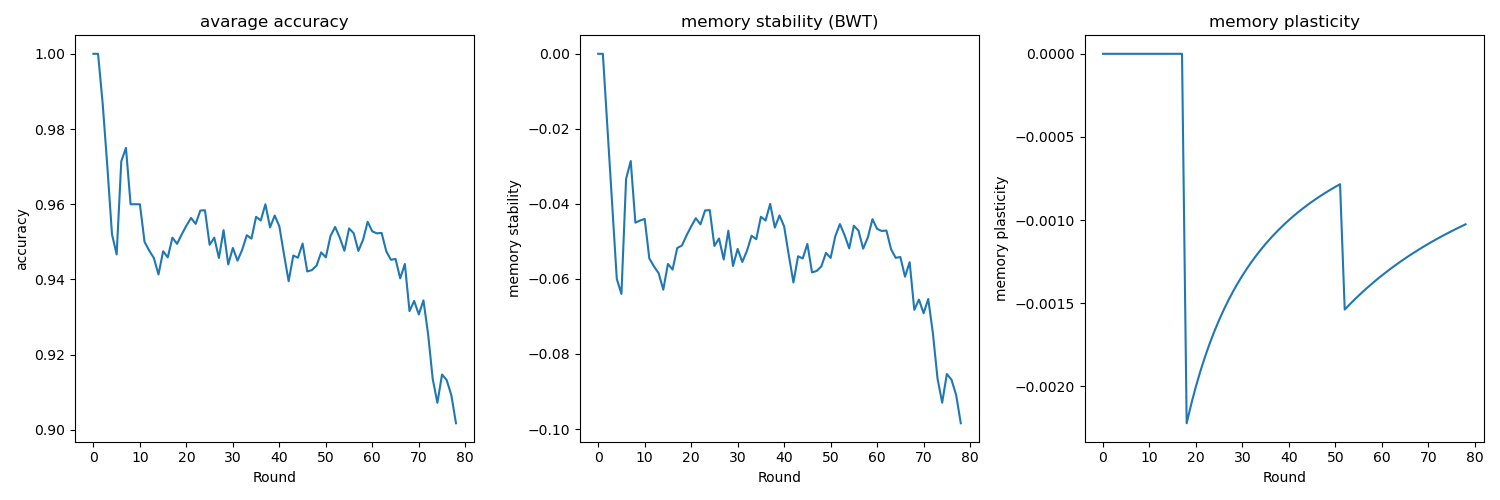 avarage accuracy
accuracy
1.00
0.98
0.96
0.94
0.92
0.90
0 10 20 30 40 50 60 70 80
Round
memory stability (BWT)
memory stability
0.00
−0.02
−0.04
−0.06
−0.08
−0.10
0 10 20 30 40 50 60 70 80
Round
memory plasticity
memory plasticity
0.0000
−0.0005
−0.0010
−0.0015
−0.0020
0 10 20 30 40 50 60 70 80
Round